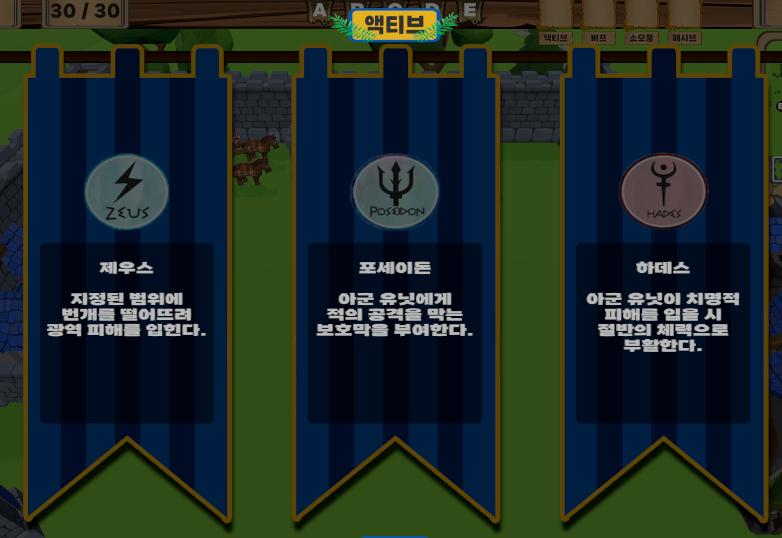 30 / 30
액티브
액티브
버프
소모품
패시브
ZEUS
제우스
지정된 범위에
번개를 떨어뜨려
광역 피해를 입힌다.
POSEIDON
포세이돈
아군 유닛에게
적의 공격을 막는
보호막을 부여한다.
HADES
하데스
아군 유닛이 치명적
피해를 입을 시
절반의 체력으로
부활한다.